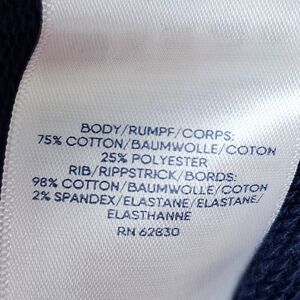 BODY/RUMPF/CORPS:
75% COTTON/BAUMWOLLE/COTON
25% POLYESTER
RIB/RIPPSTRICK/BORDS:
98% COTTON/BAUMWOLLE/COTON
2% SPANDEX/ELASTANE/ELASTANE/
ELASTHANNE
RN 62830